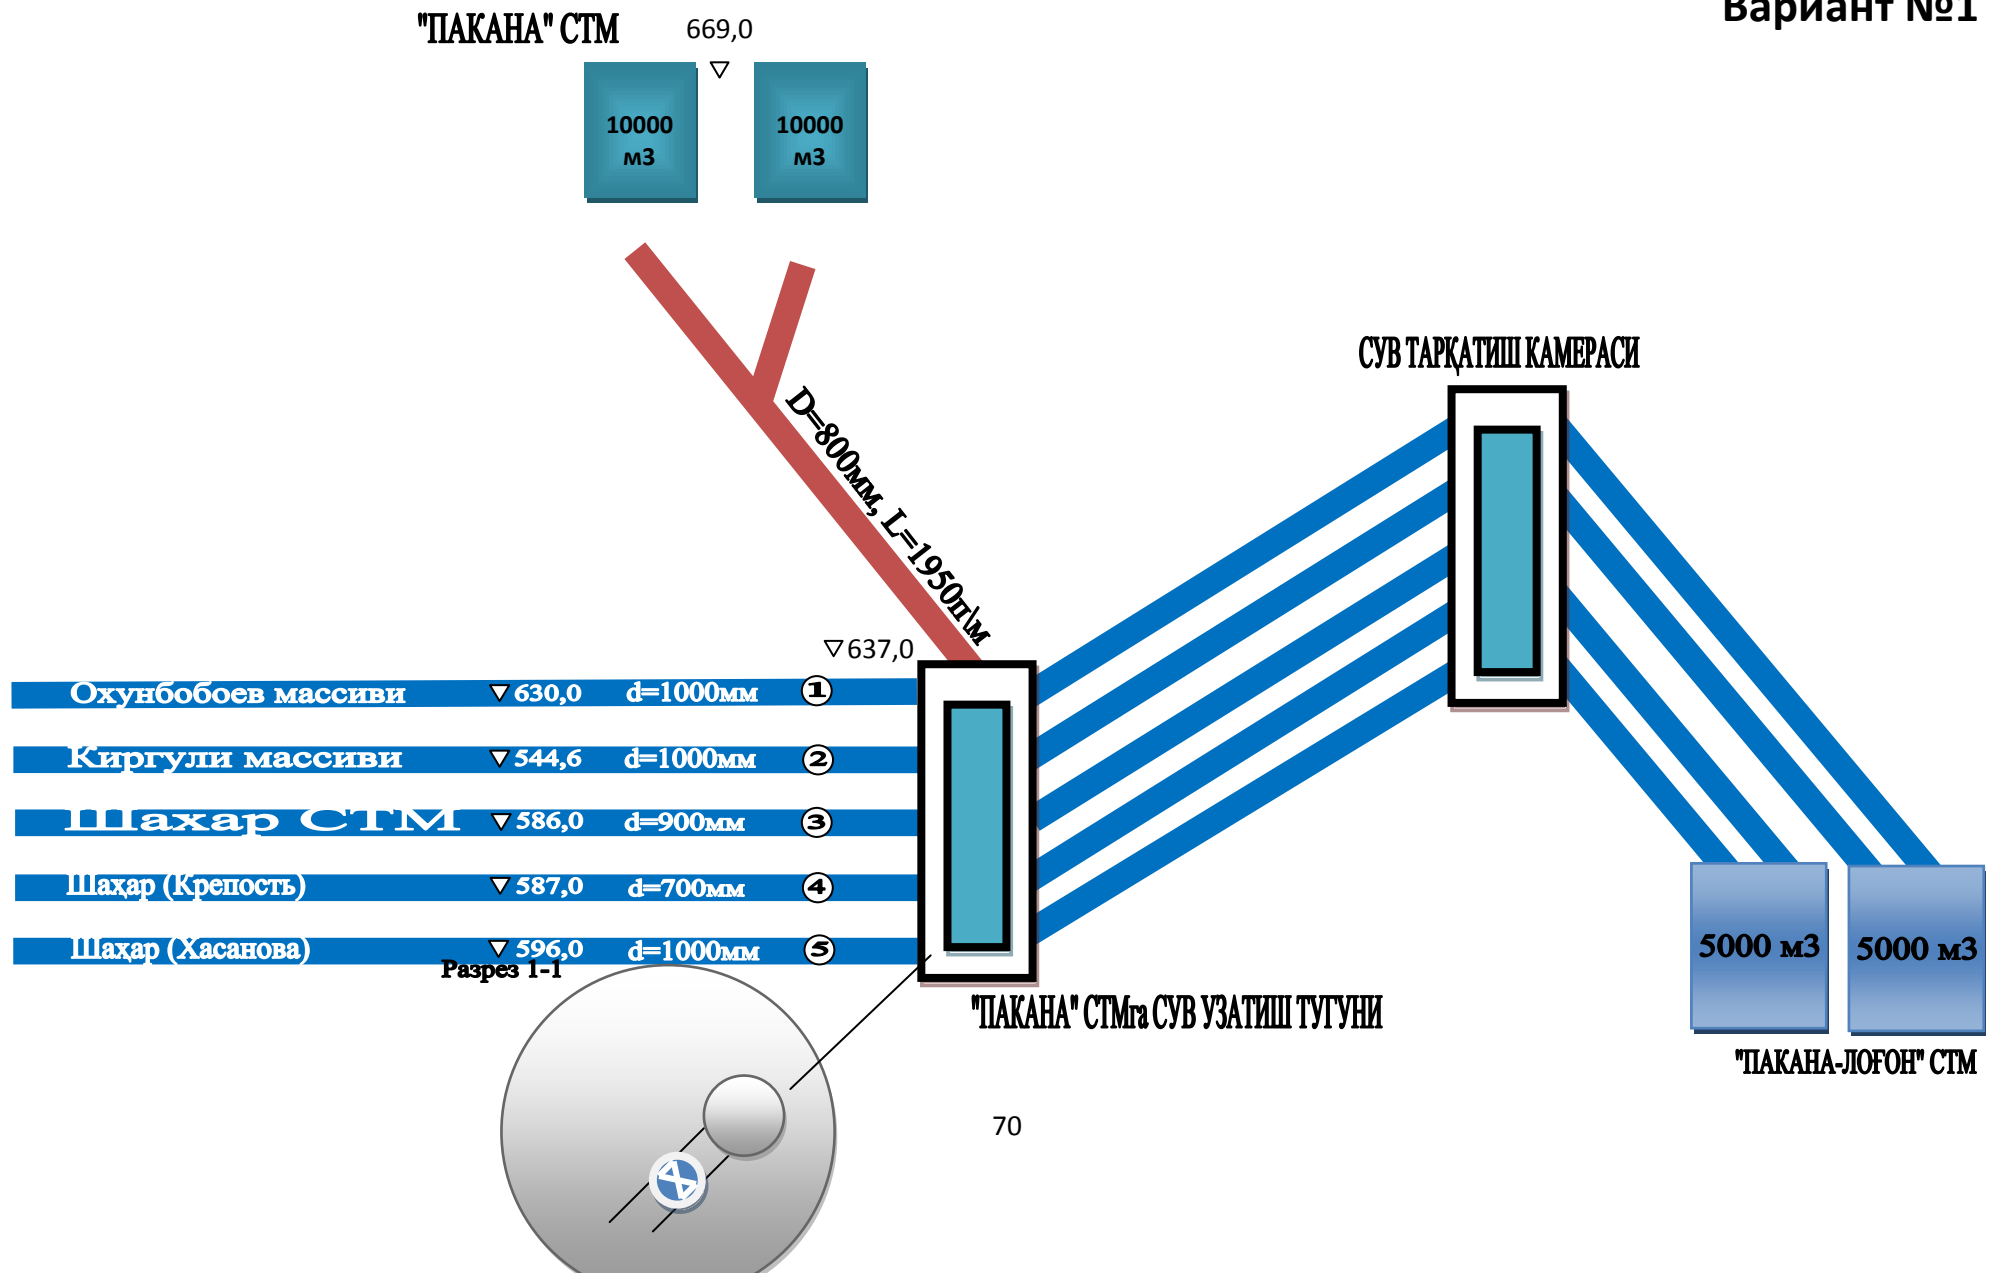 Вариант №1
"ПАКАНА" СТМ
669,0
10000
м3
10000
м3
D=800мм, L=1950п\м
СУВ ТАРҚАТИШ КАМЕРАСИ
637,0
Охунбобоев массиви 630,0 d=1000мм 1
Киргули массиви 544,6 d=1000мм 2
Шахар СТМ 586,0 d=900мм 3
Шаҳар (Крепость) 587,0 d=700мм 4
Шаҳар (Хасанова) 596,0 d=1000мм 5
Разрез 1-1
"ПАКАНА" СТМга СУВ УЗАТИШ ТУГУНИ
5000 м3
5000 м3
"ПАКАНА-ЛОҒОН" СТМ
70